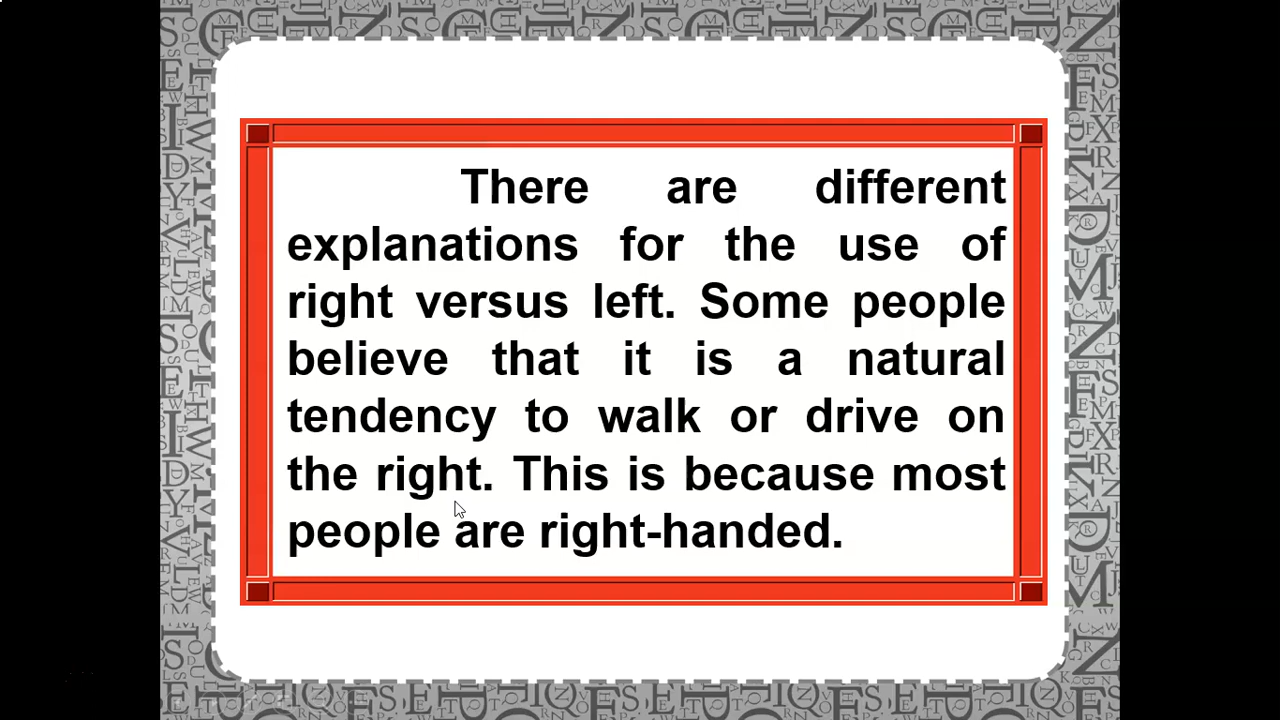 There are different
explanations for the use of
right versus left. Some people
believe that it is a natural
tendency to walk or drive on
the right. This is because most
people are right-handed.